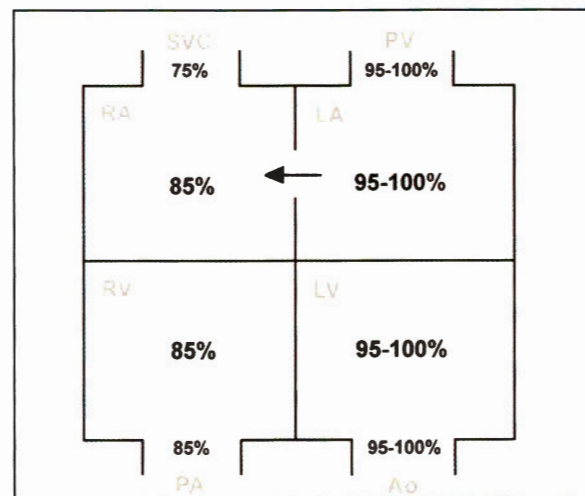 SVC PV
75% 95-100%
RA LA
85% 95-100%
RV LV
85% 95-100%
85% 95-100%
PA Ao